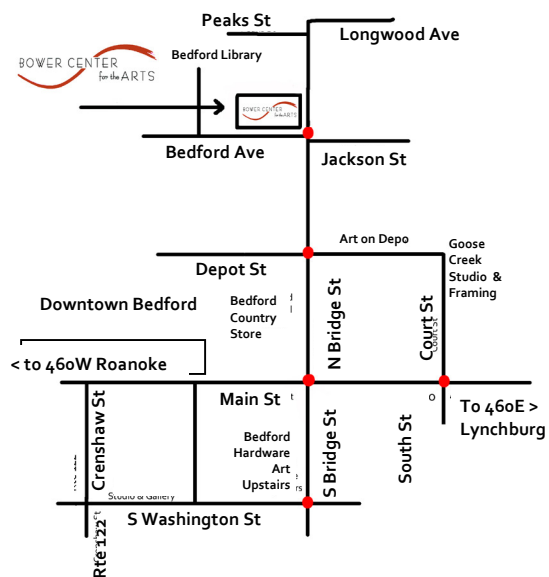 Peaks St
Longwood Ave
Bedford Library
BOWER CENTER
for the ARTS
BOWER CENTER
for the ARTS
Bedford Ave
Jackson St
Art on Depo
Goose
Creek
Studio &
Framing
Depot St
Downtown Bedford
Bedford
Country
Store
N Bridge St
Court St
Court St
< to 460W Roanoke
Main St
To 460E >
Lynchburg
Crenshaw St
Bedford
Hardware
Art
Upstairs
S Bridge St
South St
Rte 122
Studio & Gallery
S Washington St
Rte 122